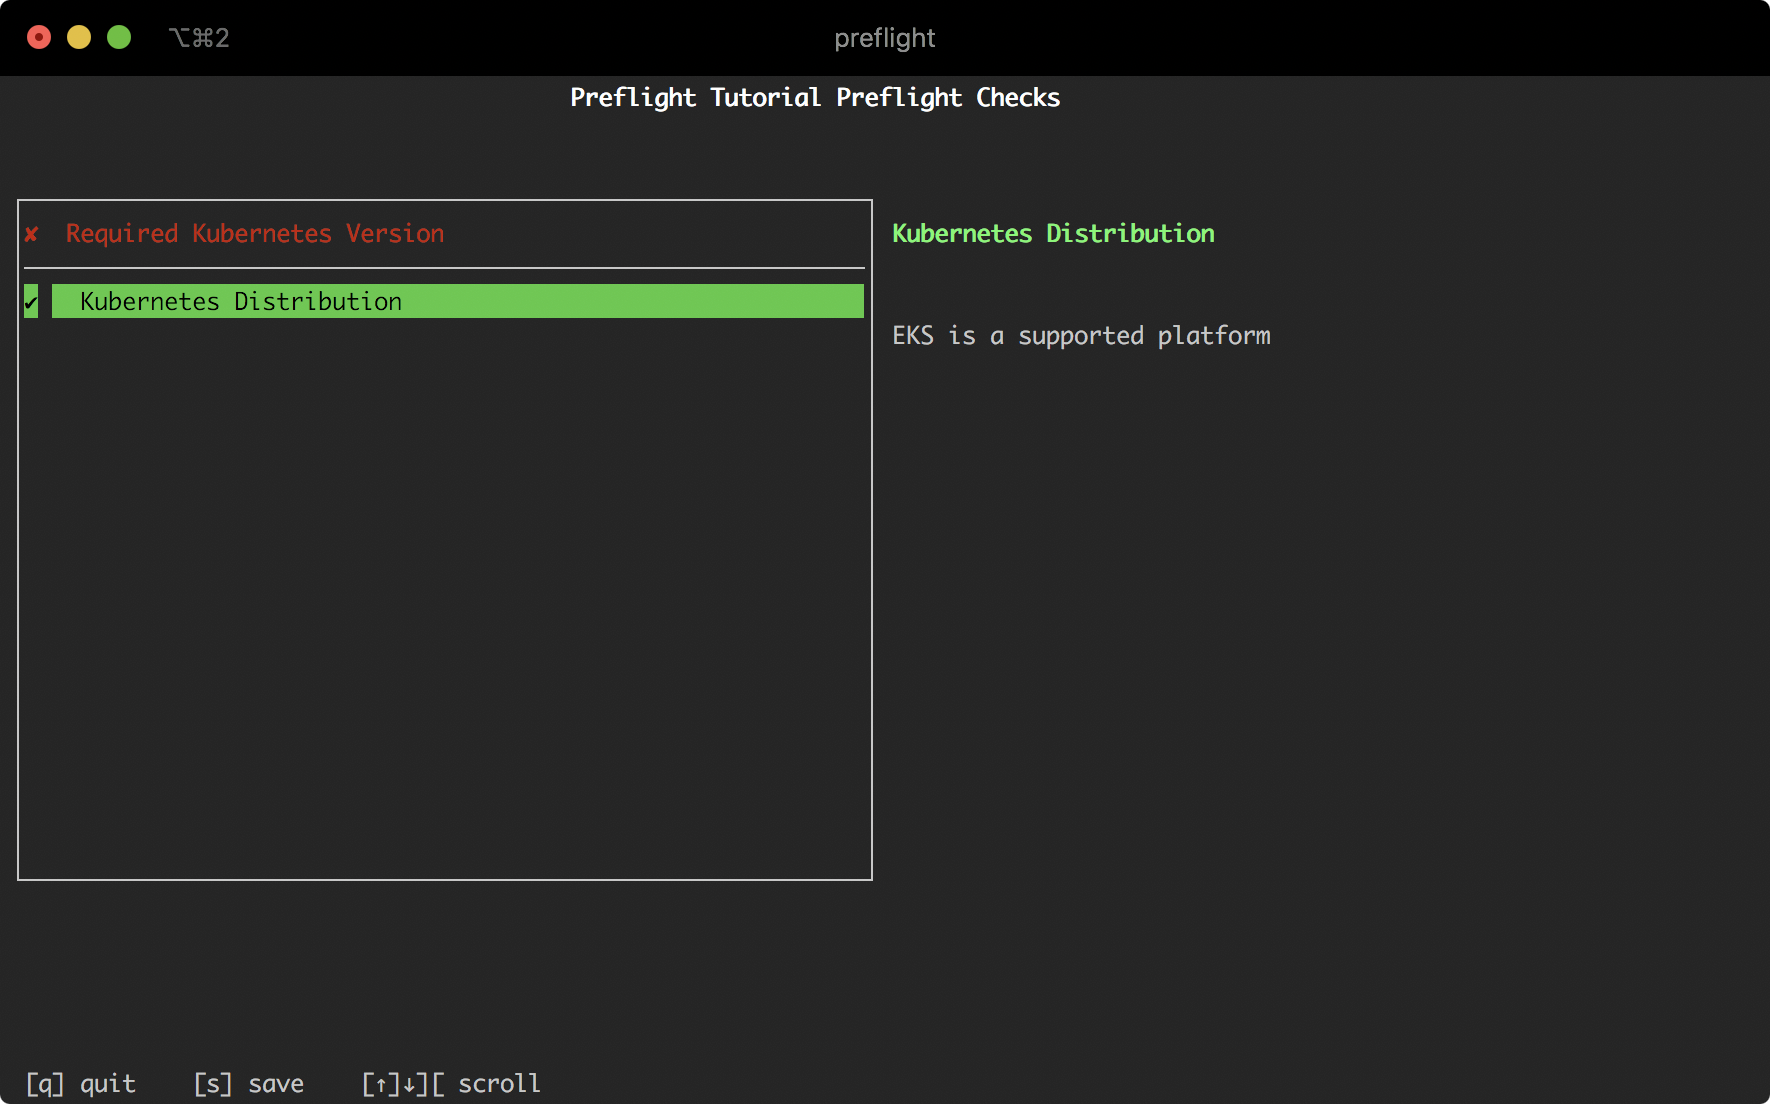 ⌥⌘2 preflight
Preflight Tutorial Preflight Checks
✘ Required Kubernetes Version
✔ Kubernetes Distribution
Kubernetes Distribution
EKS is a supported platform
[q] quit [s] save [↑]↓][ scroll